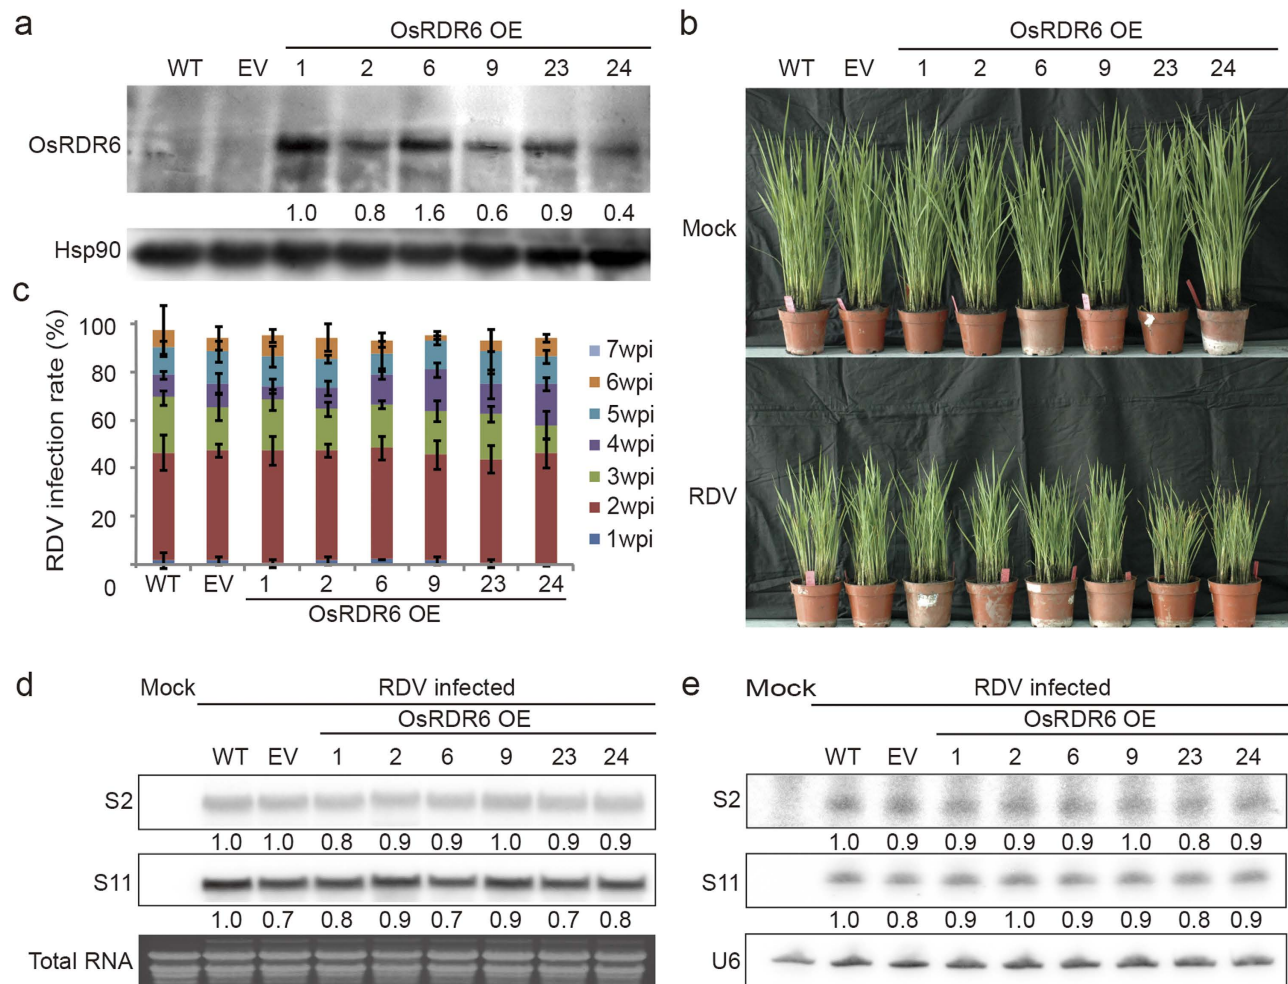 a
OsRDR6 OE
WT EV 1 2 6 9 23 24
OsRDR6
1.0 0.8 1.6 0.6 0.9 0.4
Hsp90
b
OsRDR6 OE
WT EV 1 2 6 9 23 24
Mock
RDV
c
RDV infection rate (%)
100
80
60
40
20
0
7wpi
6wpi
5wpi
4wpi
3wpi
2wpi
1wpi
WT EV 1 2 6 9 23 24
OsRDR6 OE
d
Mock RDV infected
OsRDR6 OE
WT EV 1 2 6 9 23 24
S2
1.0 1.0 0.8 0.9 0.9 1.0 0.9 0.9
S11
1.0 0.7 0.8 0.9 0.7 0.9 0.7 0.8
Total RNA
e
Mock RDV infected
OsRDR6 OE
WT EV 1 2 6 9 23 24
S2
1.0 0.9 0.9 0.9 0.9 1.0 0.8 0.9
S11
1.0 0.8 0.9 1.0 0.9 0.9 0.8 0.9
U6